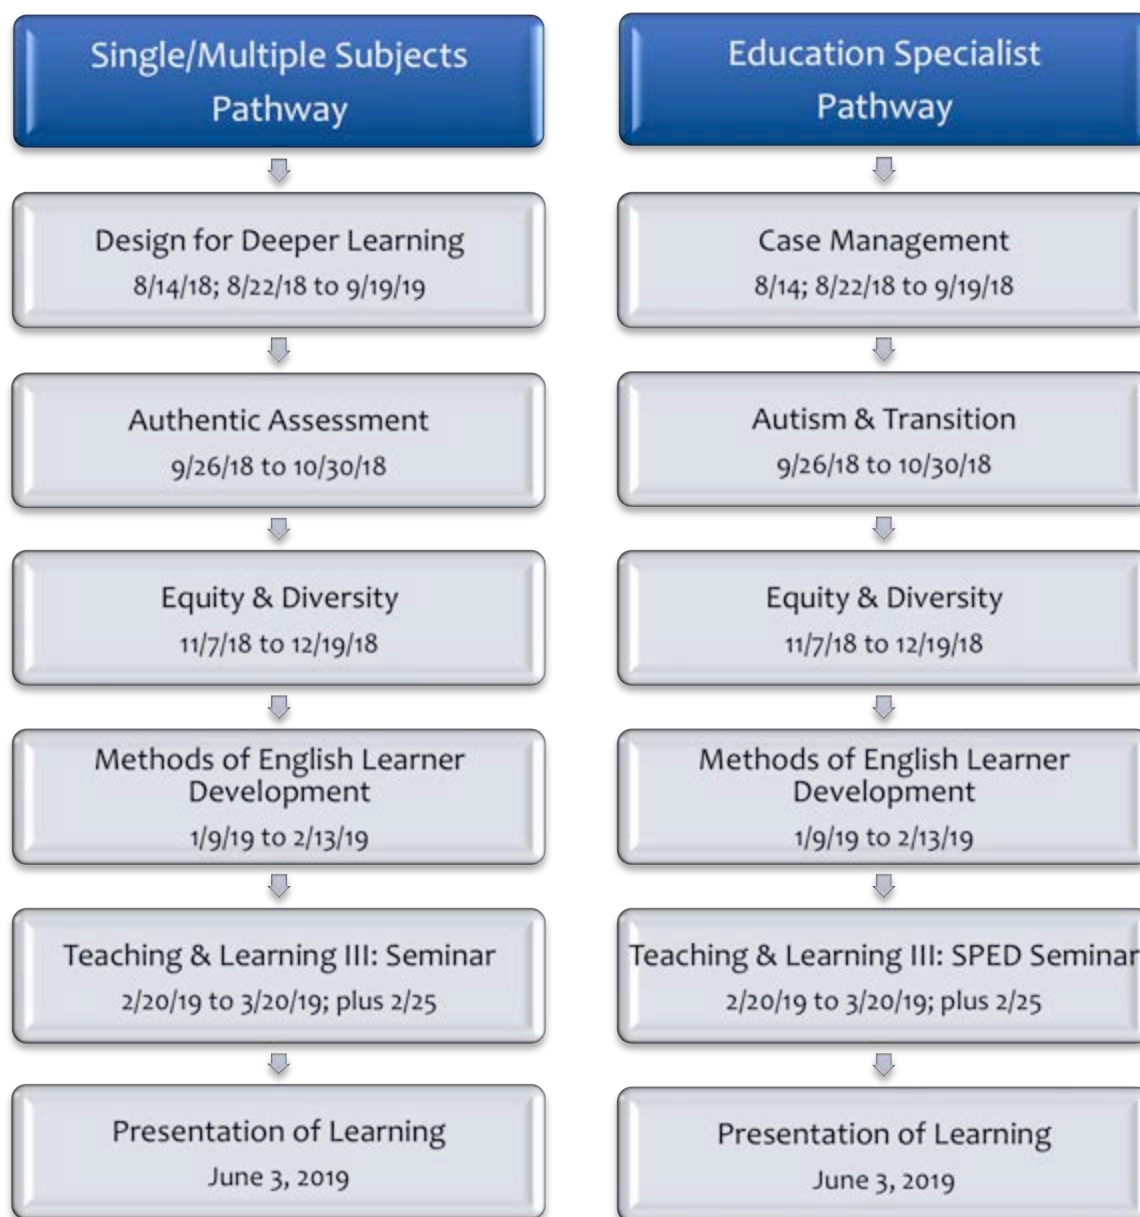 Single/Multiple Subjects
Pathway
Design for Deeper Learning
8/14/18; 8/22/18 to 9/19/19
Authentic Assessment
9/26/18 to 10/30/18
Equity & Diversity
11/7/18 to 12/19/18
Methods of English Learner
Development
1/9/19 to 2/13/19
Teaching & Learning III: Seminar
2/20/19 to 3/20/19; plus 2/25
Presentation of Learning
June 3, 2019
Education Specialist
Pathway
Case Management
8/14; 8/22/18 to 9/19/18
Autism & Transition
9/26/18 to 10/30/18
Equity & Diversity
11/7/18 to 12/19/18
Methods of English Learner
Development
1/9/19 to 2/13/19
Teaching & Learning III: SPED Seminar
2/20/19 to 3/20/19; plus 2/25
Presentation of Learning
June 3, 2019